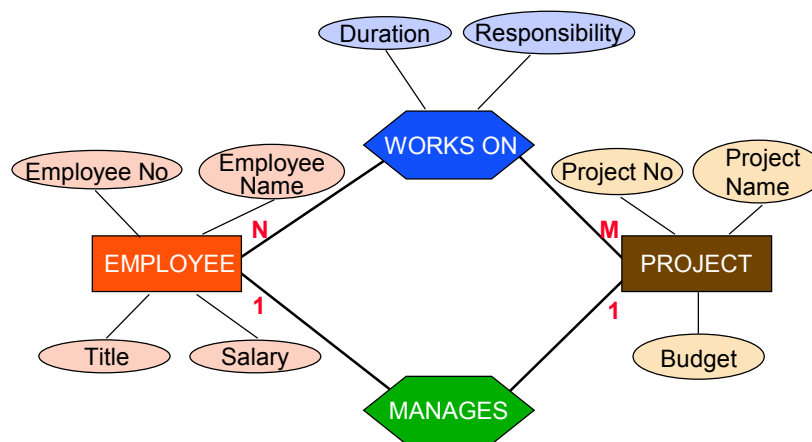 Duration
Responsibility
WORKS ON
Employee No
Employee
Name
Project No
Project
Name
N
M
EMPLOYEE
PROJECT
1
1
Title
Salary
Budget
MANAGES